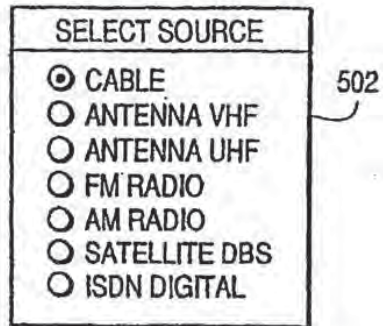 SELECT SOURCE
CABLE
502
ANTENNA VHF
ANTENNA UHF
FM RADIO
AM RADIO
SATELLITE DBS
ISDN DIGITAL